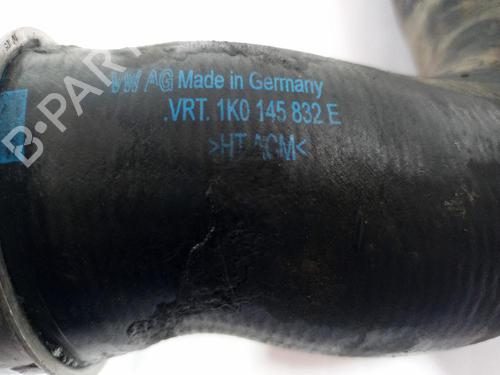 VW AG Made in Germany
.VRT. 1K0 145 832 E
>HT ACM<
B-PARTS